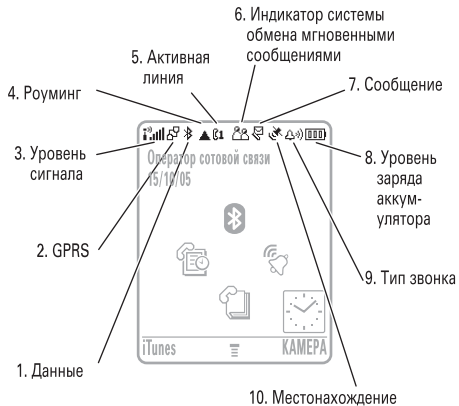 6. Индикатор системы
обмена мгновенными
сообщениями
5. Активная
линия
7. Сообщение
4. Роуминг
3. Уровень
сигнала
8. Уровень
заряда
аккум-
улятора
Оператор сотовой связи
15/10/05
2. GPRS
9. Тип звонка
iTunes
КАМЕРА
1. Данные
10. Местонахождение